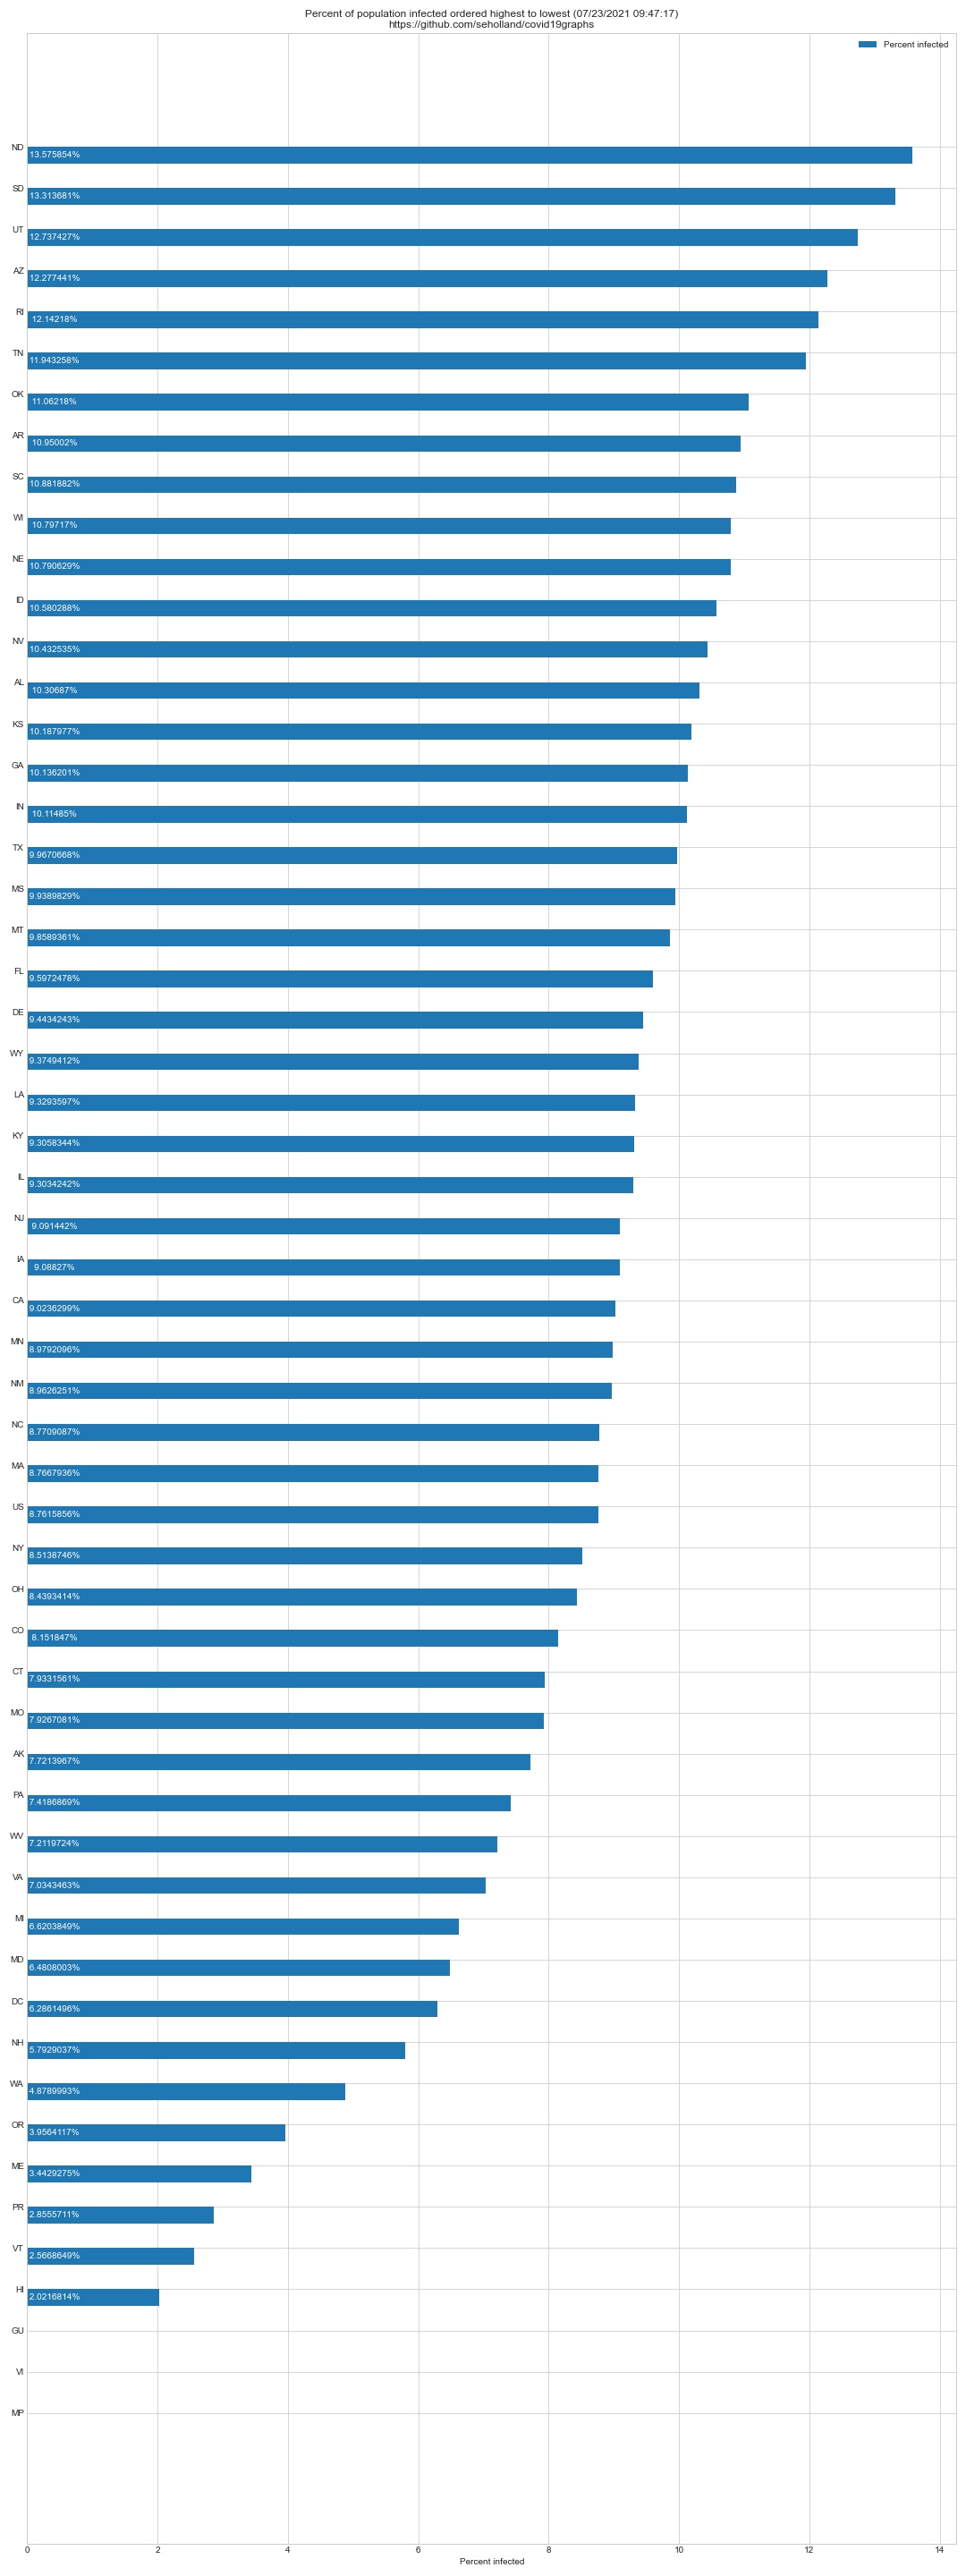 Percent of population infected ordered highest to lowest (07/23/2021 09:47:17)
https://github.com/seholland/covid19graphs
Percent infected
ND
13.575854%
SD
13.313681%
UT
12.737427%
AZ
12.277441%
RI
12.14218%
TN
11.943258%
OK
11.06218%
AR
10.95002%
SC
10.881882%
WI
10.79717%
NE
10.790629%
ID
10.580288%
NV
10.432535%
AL
10.30687%
KS
10.187977%
GA
10.136201%
IN
10.11485%
TX
9.9670668%
MS
9.9389829%
MT
9.8589361%
FL
9.5972478%
DE
9.4434243%
WY
9.3749412%
LA
9.3293597%
KY
9.3058344%
IL
9.3034242%
NJ
9.091442%
IA
9.08827%
CA
9.0236299%
MN
8.9792096%
NM
8.9626251%
NC
8.7709087%
MA
8.7667936%
US
8.7615856%
NY
8.5138746%
OH
8.4393414%
CO
8.151847%
CT
7.9331561%
MO
7.9267081%
AK
7.7213967%
PA
7.4186869%
WV
7.2119724%
VA
7.0343463%
MI
6.6203849%
MD
6.4808003%
DC
6.2861496%
NH
5.7929037%
WA
4.8789993%
OR
3.9564117%
ME
3.4429275%
PR
2.8555711%
VT
2.5668649%
HI
2.0216814%
GU
VI
MP
0 2 4 6 8 10 12 14
Percent infected